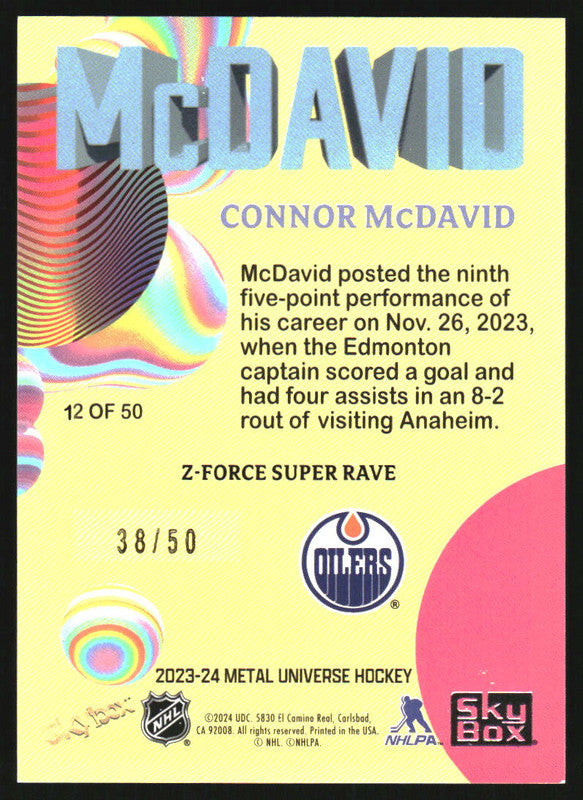 McDAVID
CONNOR McDAVID
McDavid posted the ninth
five-point performance of
his career on Nov. 26, 2023,
when the Edmonton
captain scored a goal and
had four assists in an 8-2
rout of visiting Anaheim.
12 OF 50
Z-FORCE SUPER RAVE
38/50
OILERS
®
2023-24 METAL UNIVERSE HOCKEY
SkyBox
NHL
®
©2024 UDC. 5830 El Camino Real, Carlsbad,
CA 92008. All rights reserved. Printed in the USA.
© NHL. ©NHLPA.
NHLPA
Sky
Box